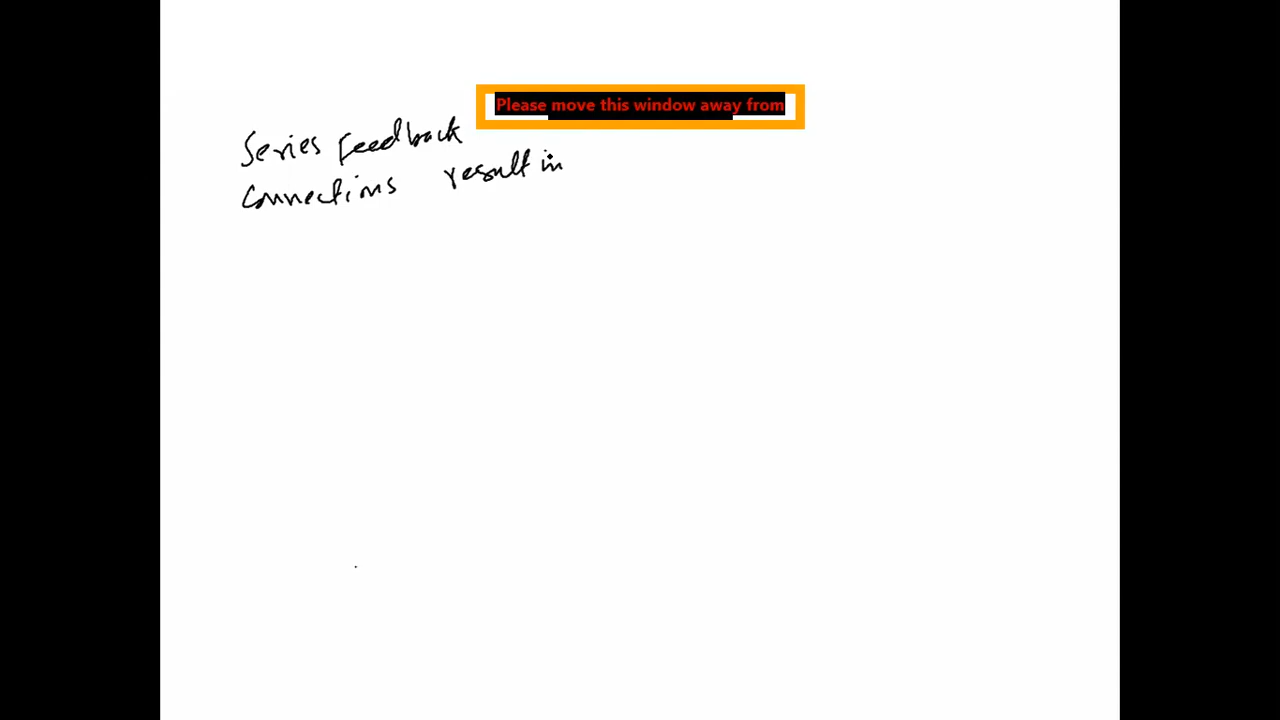 Please move this window away from
Series feedback
Connections result in